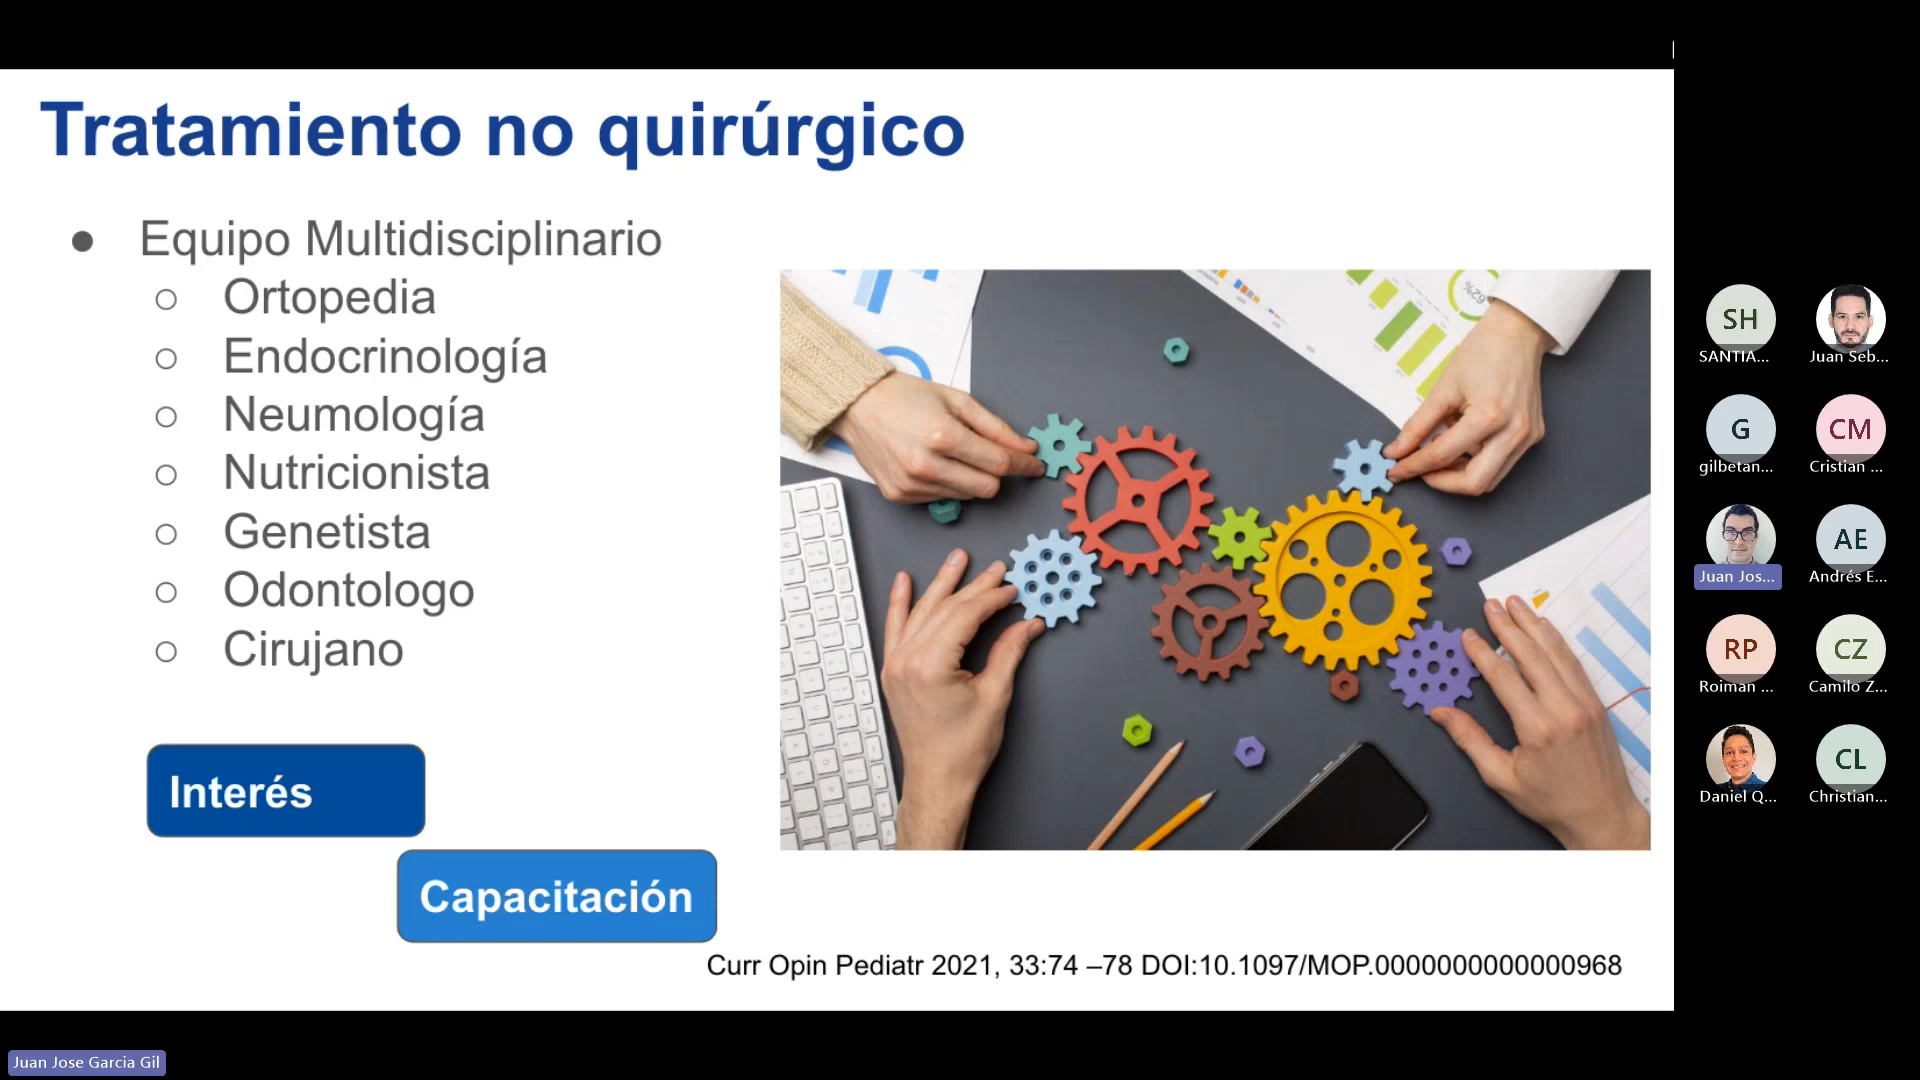 Tratamiento no quirúrgico
● Equipo Multidisciplinario
○ Ortopedia
○ Endocrinología
○ Neumología
○ Nutricionista
○ Genetista
○ Odontologo
○ Cirujano
62%
Interés
Capacitación
Curr Opin Pediatr 2021, 33:74 –78 DOI:10.1097/MOP.0000000000000968
SH
SANTIA...
Juan Seb...
G
gilbetan...
CM
Cristian ...
Juan Jos...
AE
Andrés E...
RP
Roiman ...
CZ
Camilo Z...
Daniel Q...
CL
Christian...
Juan Jose Garcia Gil